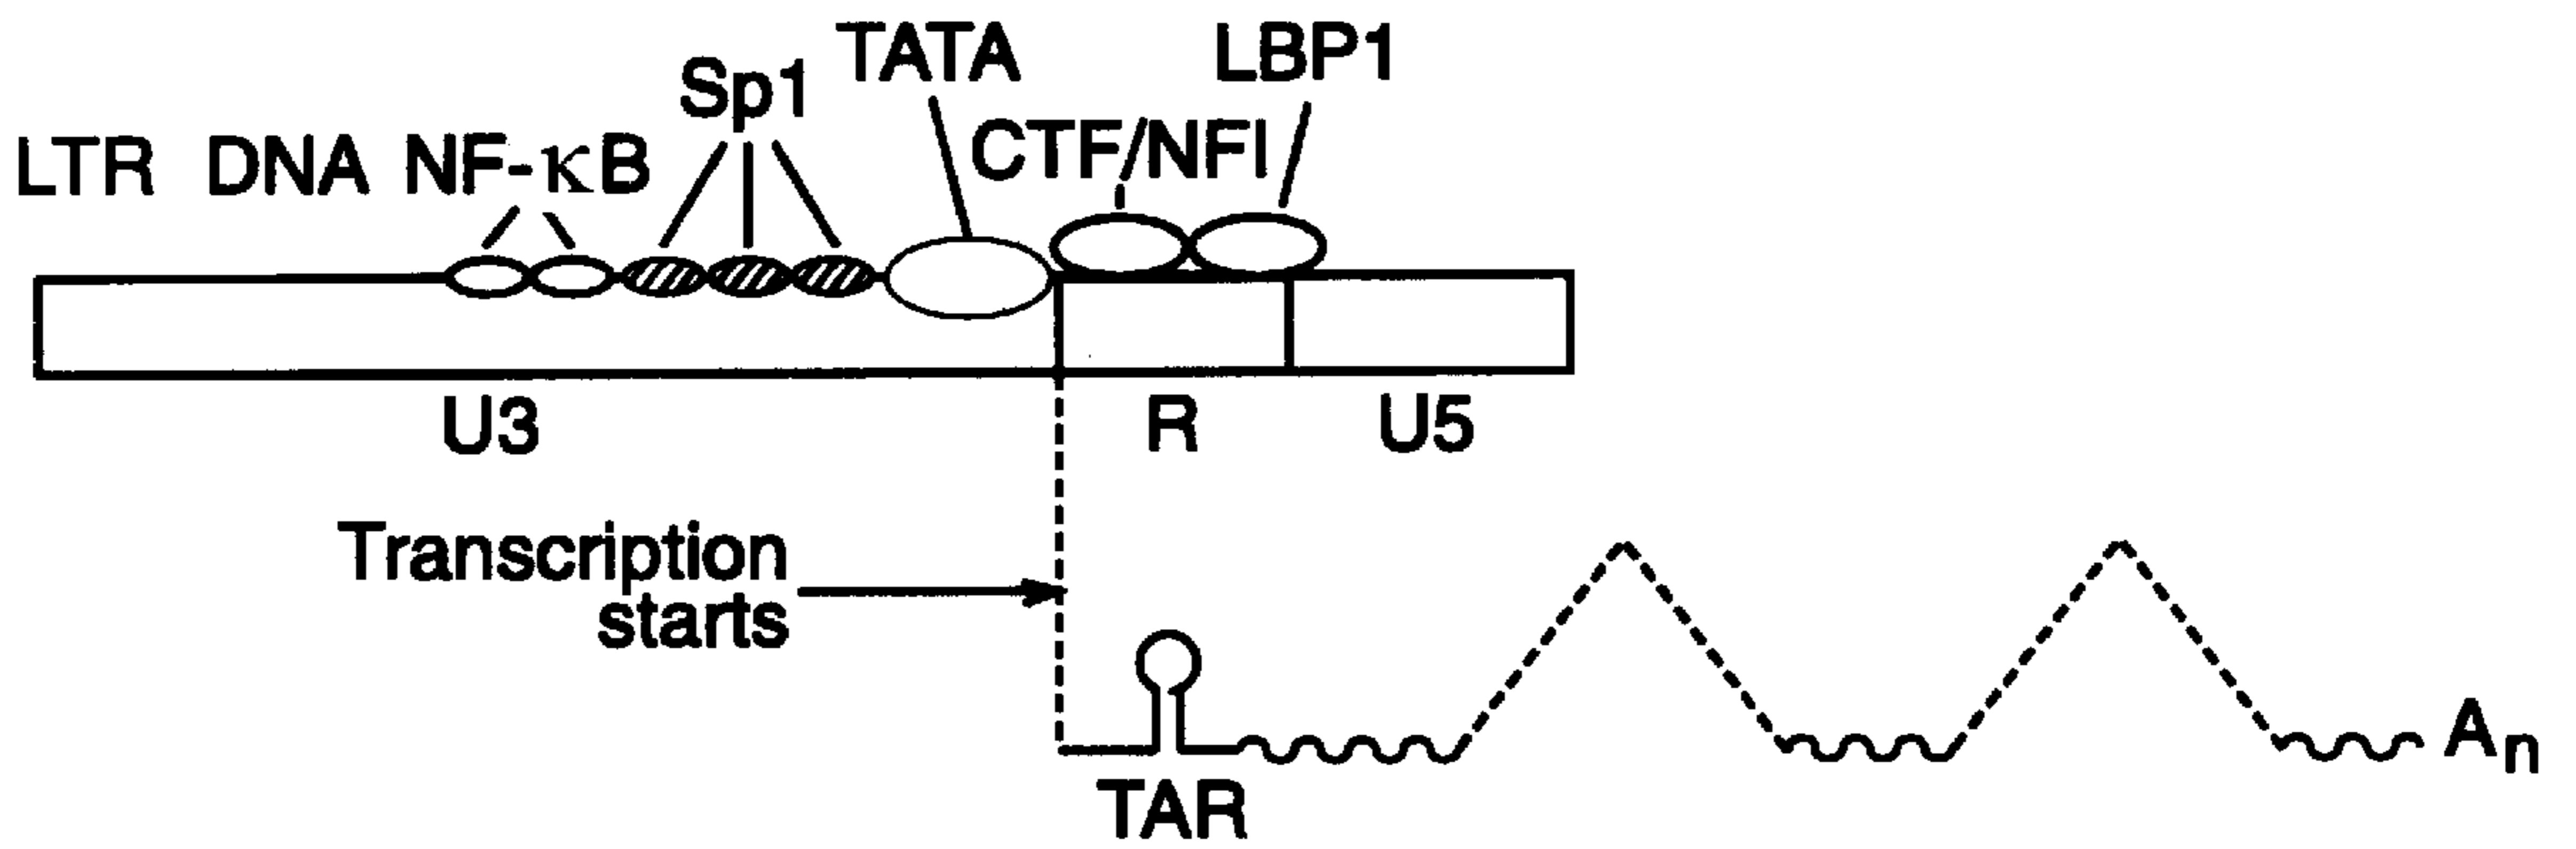 TATA
LBP1
Sp1
CTF/NFI
LTR DNA NF-κB
U3
R
U5
Transcription
starts
TAR
An